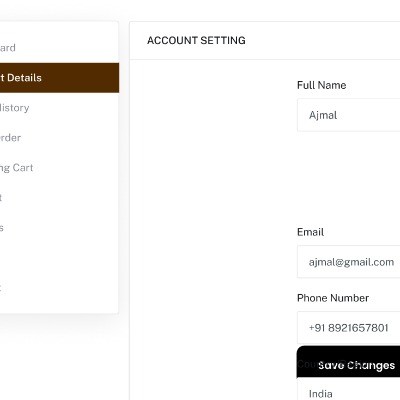 ard
t Details
istory
rder
ng Cart
t
s
ACCOUNT SETTING
Full Name
Ajmal
Email
ajmal@gmail.com
Phone Number
+91 8921657801
Save Changes
India